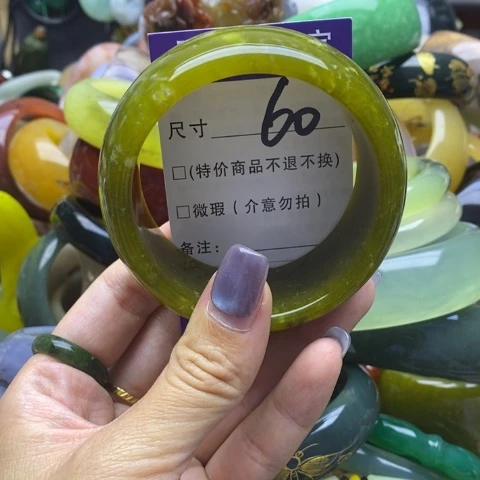 尺寸 60
□(特价商品不退不换)
□微瑕(介意勿拍)
备注: